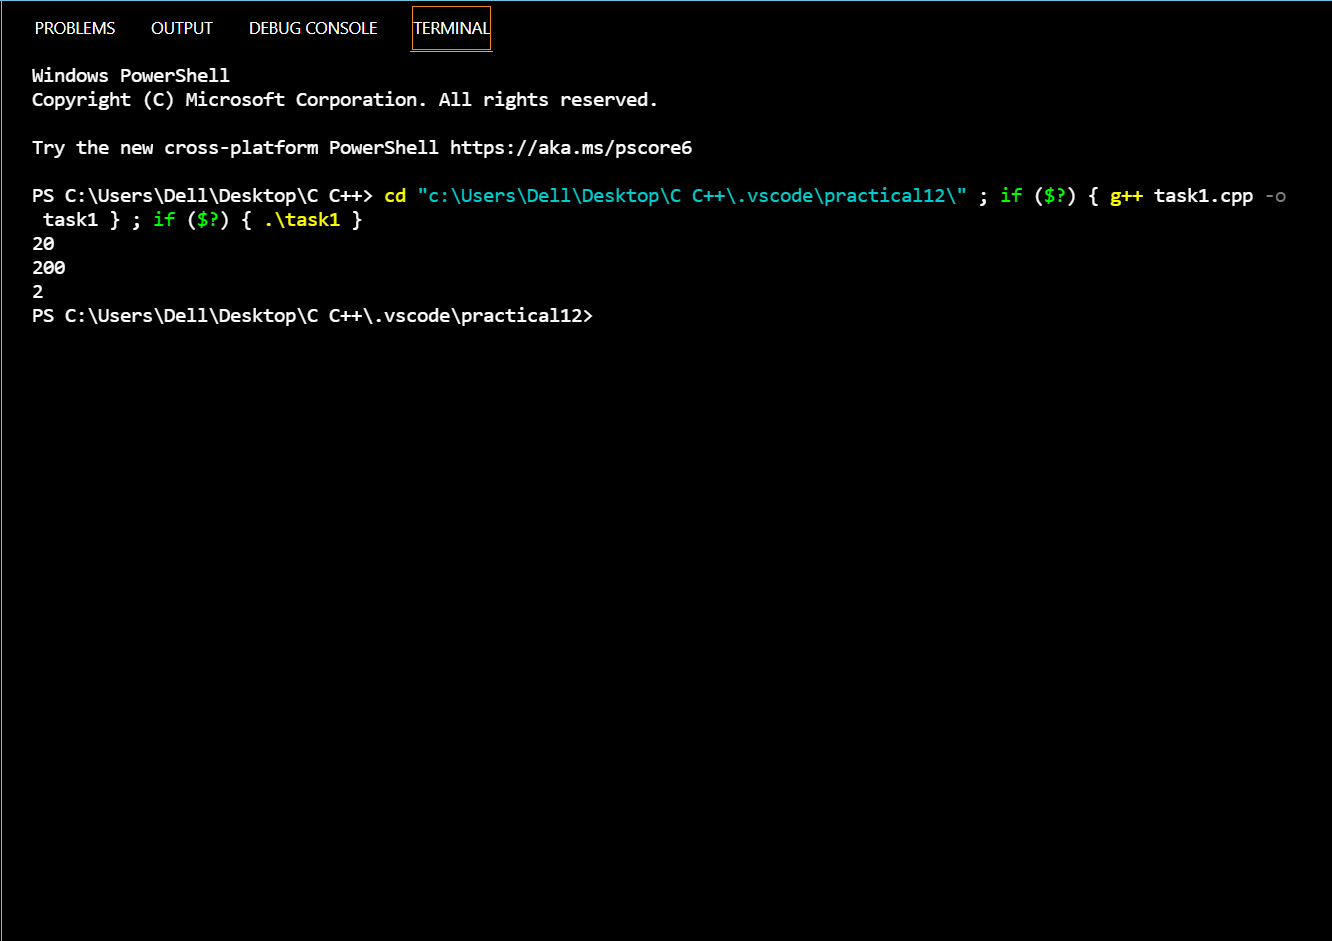 PROBLEMS OUTPUT DEBUG CONSOLE TERMINAL
Windows PowerShell
Copyright (C) Microsoft Corporation. All rights reserved.
Try the new cross-platform PowerShell https://aka.ms/pscore6
PS C:\Users\Dell\Desktop\C C++> cd "c:\Users\Dell\Desktop\C C++\.vscode\practical12\" ; if ($?) { g++ task1.cpp -o
task1 } ; if ($?) { .\task1 }
20
200
2
PS C:\Users\Dell\Desktop\C C++\.vscode\practical12>